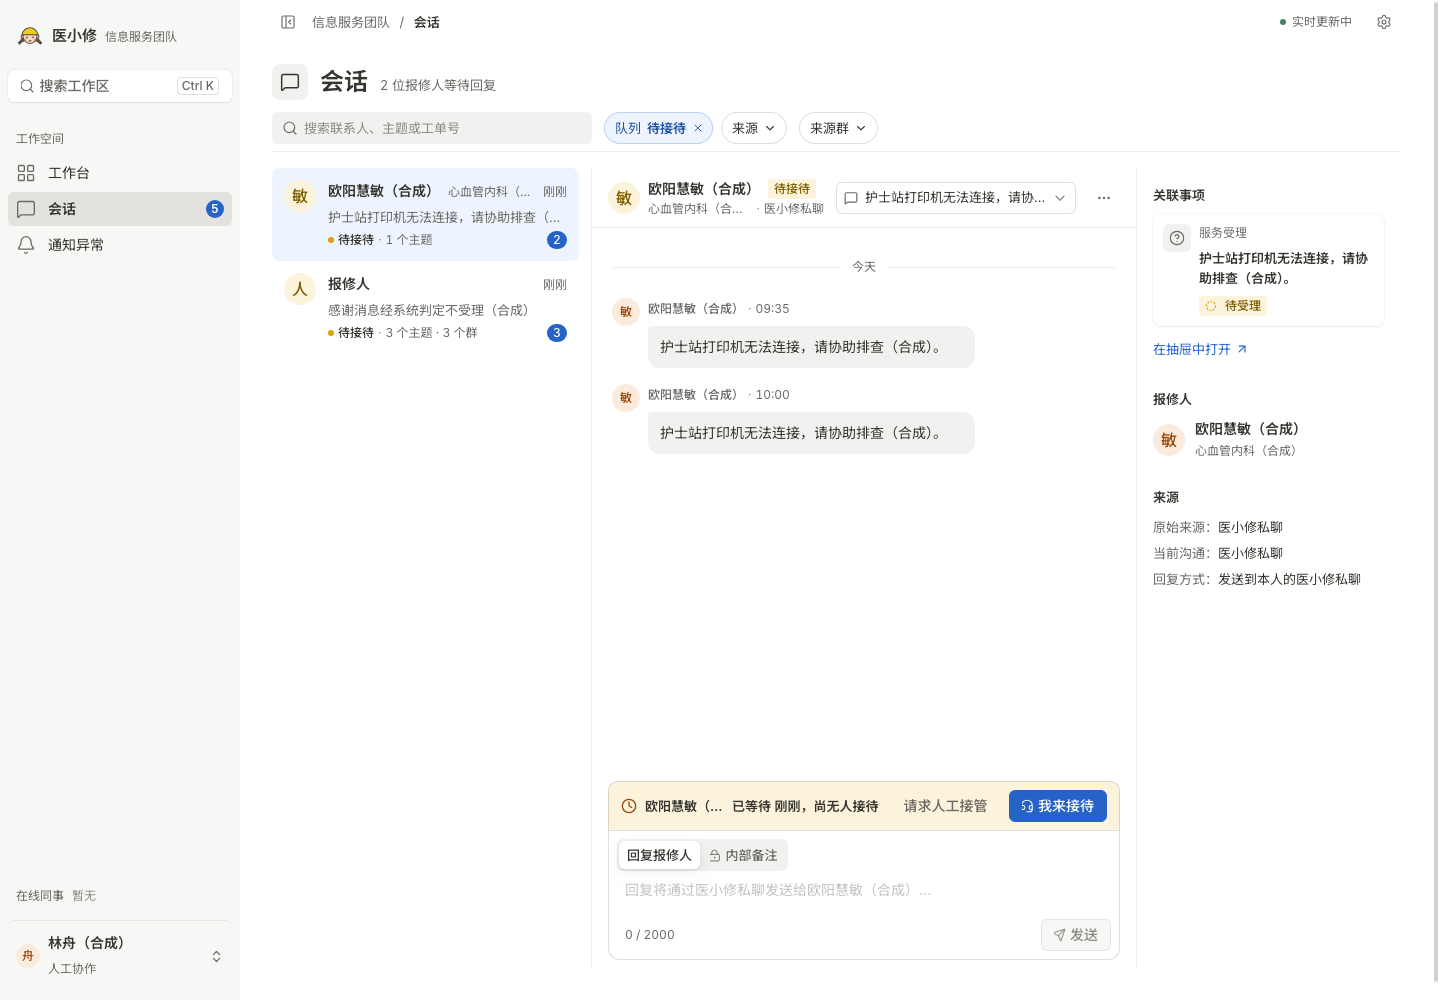 医小修 信息服务团队
搜索工作区 Ctrl K
工作空间
工作台
会话 5
通知异常
在线同事 暂无
舟 林舟（合成）
人工协作
信息服务团队 / 会话
实时更新中
会话 2 位报修人等待回复
搜索联系人、主题或工单号
队列 待接待
来源
来源群
敏 欧阳慧敏（合成） 心血管内科（... 刚刚
护士站打印机无法连接，请协助排查（...
待接待 · 1 个主题 2
人 报修人 刚刚
感谢消息经系统判定不受理（合成）
待接待 · 3 个主题 · 3 个群 3
敏 欧阳慧敏（合成） 待接待
心血管内科（合... · 医小修私聊
护士站打印机无法连接，请协...
今天
敏 欧阳慧敏（合成） · 09:35
护士站打印机无法连接，请协助排查（合成）。
敏 欧阳慧敏（合成） · 10:00
护士站打印机无法连接，请协助排查（合成）。
欧阳慧敏（... 已等待 刚刚，尚无人接待 请求人工接管 我来接待
回复报修人 内部备注
回复将通过医小修私聊发送给欧阳慧敏（合成）...
0 / 2000 发送
关联事项
服务受理
护士站打印机无法连接，请协
助排查（合成）。
待受理
在抽屉中打开
报修人
敏 欧阳慧敏（合成）
心血管内科（合成）
来源
原始来源：医小修私聊
当前沟通：医小修私聊
回复方式：发送到本人的医小修私聊